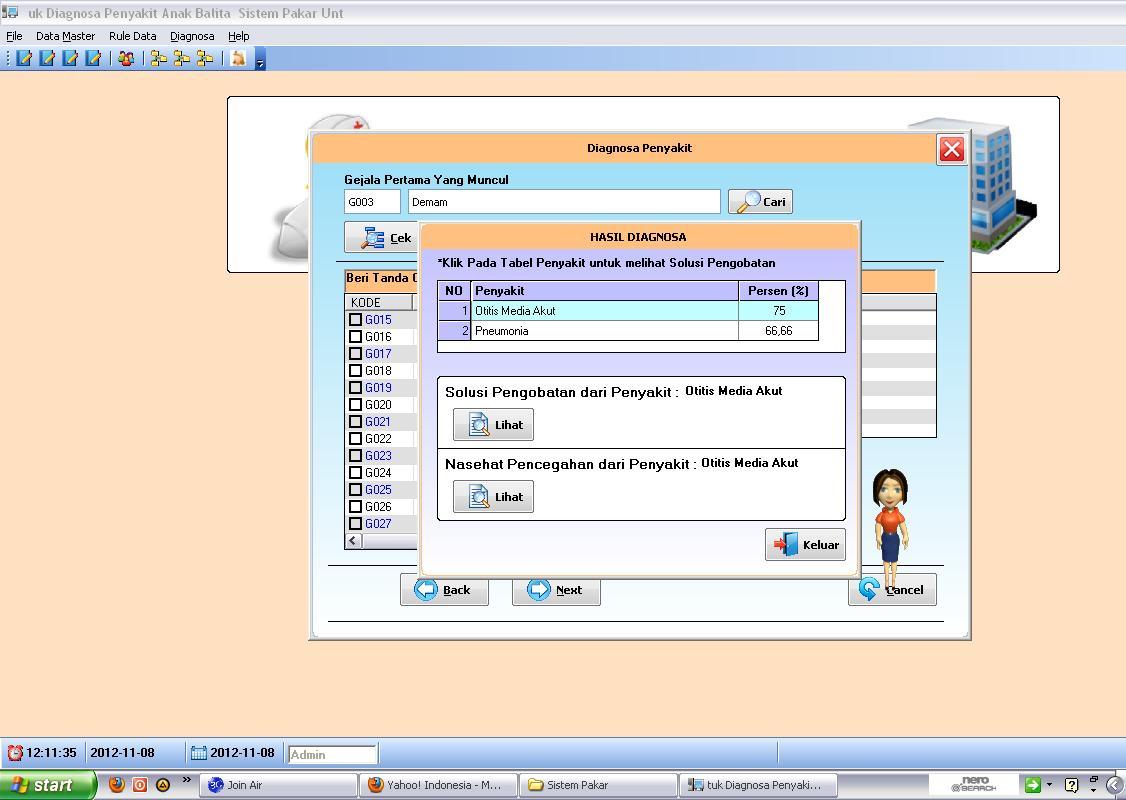 uk Diagnosa Penyakit Anak Balita Sistem Pakar Unt
File Data Master Rule Data Diagnosa Help
Diagnosa Penyakit
Gejala Pertama Yang Muncul
G003 Demam Cari
Cek
HASIL DIAGNOSA
*Klik Pada Tabel Penyakit untuk melihat Solusi Pengobatan
NO Penyakit Persen (%)
1 Otitis Media Akut 75
2 Pneumonia 66,66
Beri Tanda
KODE
G015
G016
G017
G018
G019
G020
G021
G022
G023
G024
G025
G026
G027
Solusi Pengobatan dari Penyakit : Otitis Media Akut
Lihat
Nasehat Pencegahan dari Penyakit : Otitis Media Akut
Lihat
Keluar
Back Next Cancel
12:11:35 2012-11-08 2012-11-08 Admin
start » Join Air Yahoo! Indonesia - M... Sistem Pakar tuk Diagnosa Penyaki... nero SEARCH